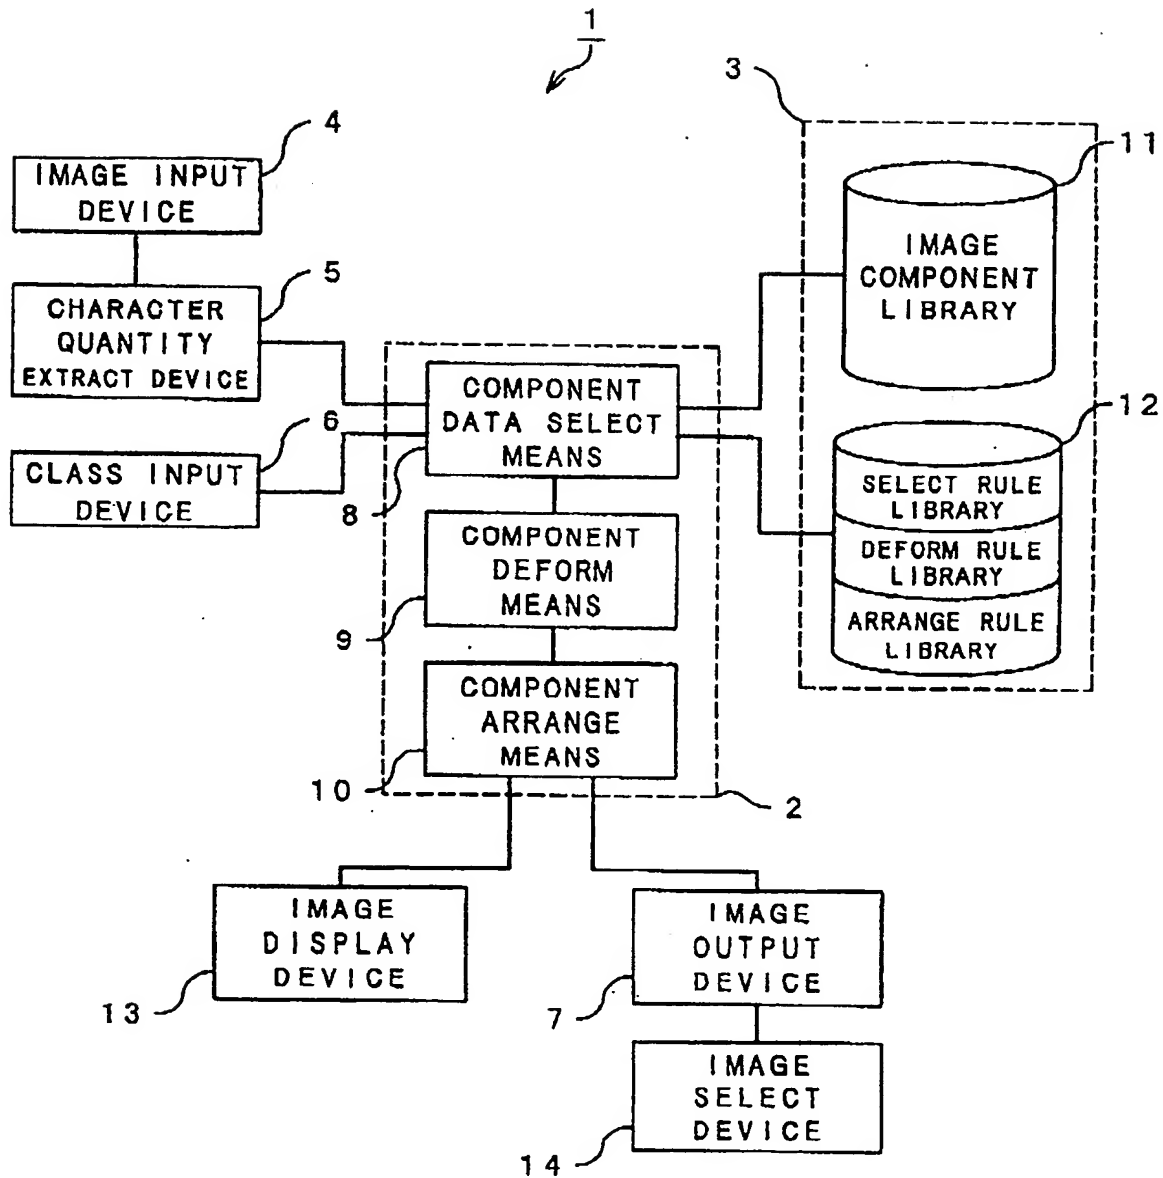 1
3
4
IMAGE INPUT
DEVICE
11
IMAGE
COMPONENT
LIBRARY
5
CHARACTER
QUANTITY
EXTRACT DEVICE
COMPONENT
DATA SELECT
MEANS
8
6
CLASS INPUT
DEVICE
12
SELECT RULE
LIBRARY
DEFORM RULE
LIBRARY
ARRANGE RULE
LIBRARY
COMPONENT
DEFORM
MEANS
9
COMPONENT
ARRANGE
MEANS
10
2
IMAGE
DISPLAY
DEVICE
13
IMAGE
OUTPUT
DEVICE
7
IMAGE
SELECT
DEVICE
14